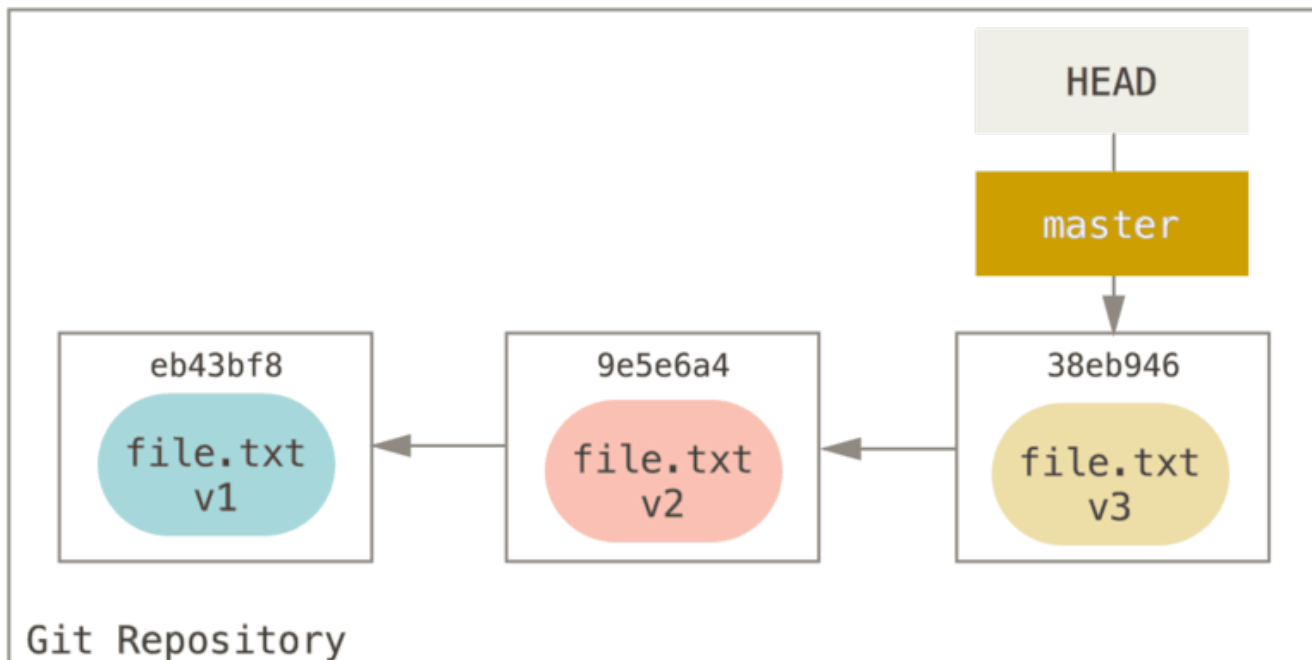 HEAD
master
eb43bf8
file.txt
v1
9e5e6a4
file.txt
v2
38eb946
file.txt
v3
Git Repository